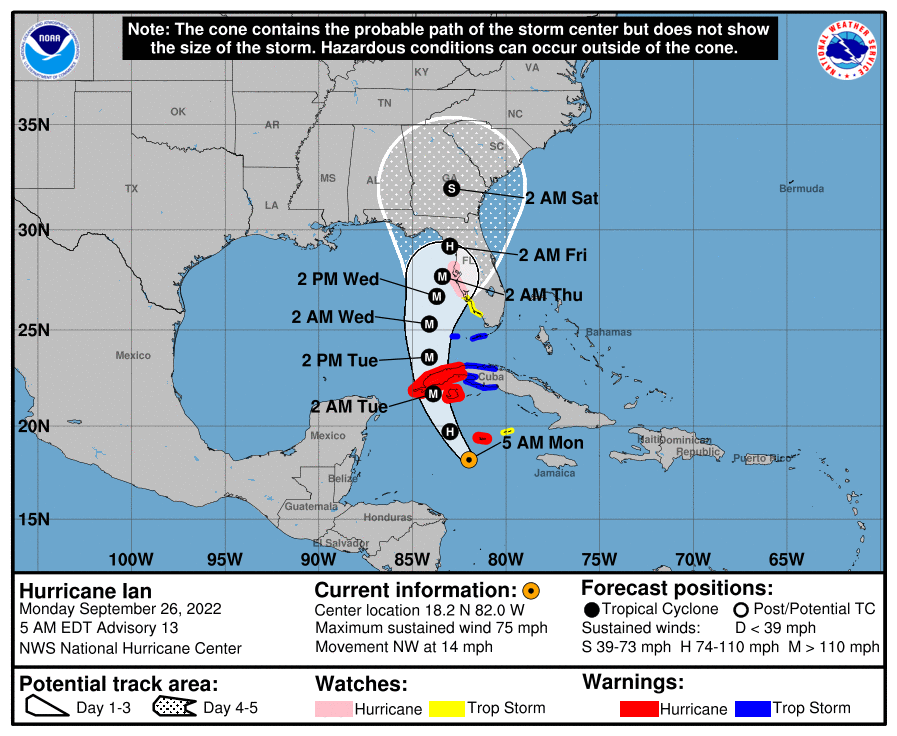 Note: The cone contains the probable path of the storm center but does not show
the size of the storm. Hazardous conditions can occur outside of the cone.
NOAA
NATIONAL WEATHER SERVICE
KY
VA
OK
TN
NC
AR
35N
SC
MS
AL
GA
TX
S
Bermuda
LA
2 AM Sat
30N
H
2 AM Fri
FL
2 PM Wed
M
2 AM Thu
M
2 AM Wed
M
25N
Bahamas
Mexico
2 PM Tue
M
Cuba
M
2 AM Tue
20N
Mexico
H
5 AM Mon
Haiti
Dominican
Republic
Puerto Rico
Jamaica
Belize
Guatemala
Honduras
15N
El Salvador
100W
95W
90W
85W
80W
75W
70W
65W
Hurricane Ian
Monday September 26, 2022
5 AM EDT Advisory 13
NWS National Hurricane Center
Current information:
Center location 18.2 N 82.0 W
Maximum sustained wind 75 mph
Movement NW at 14 mph
Forecast positions:
Tropical Cyclone Post/Potential TC
Sustained winds: D < 39 mph
S 39-73 mph H 74-110 mph M > 110 mph
Potential track area:
Day 1-3 Day 4-5
Watches:
Hurricane Trop Storm
Warnings:
Hurricane Trop Storm